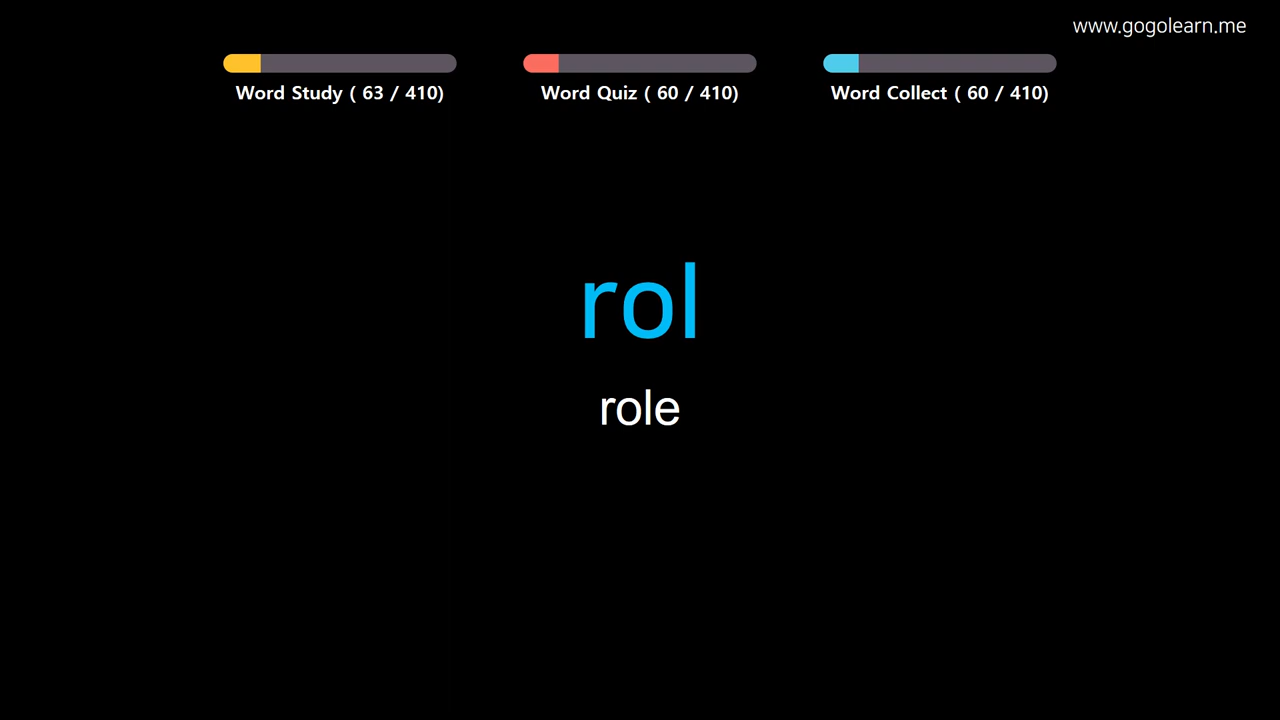 www.gogolearn.me
Word Study ( 63 / 410)
Word Quiz ( 60 / 410)
Word Collect ( 60 / 410)
rol
role